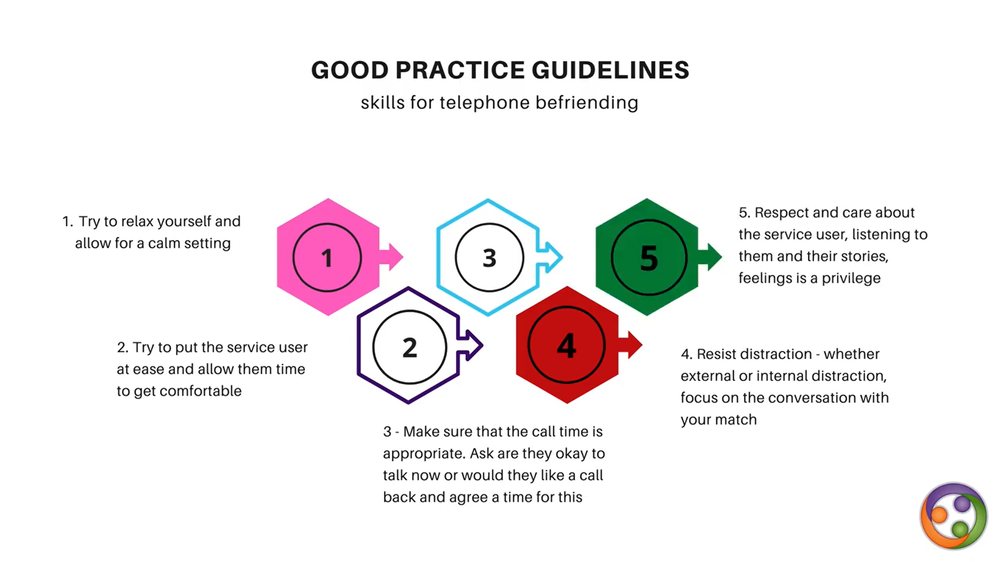 GOOD PRACTICE GUIDELINES
skills for telephone befriending
1. Try to relax yourself and
allow for a calm setting
1
3
5
5. Respect and care about
the service user, listening to
them and their stories,
feelings is a privilege
2. Try to put the service user
at ease and allow them time
to get comfortable
2
4
4. Resist distraction - whether
external or internal distraction,
focus on the conversation with
your match
3 - Make sure that the call time is
appropriate. Ask are they okay to
talk now or would they like a call
back and agree a time for this